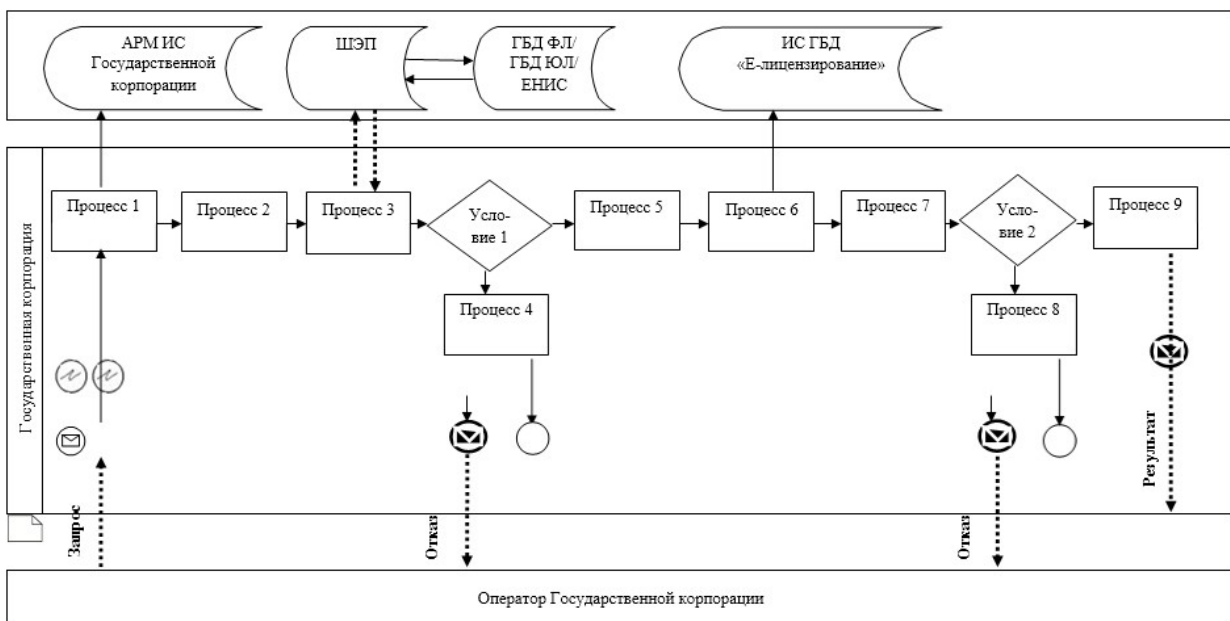 АРМ ИС
Государственной
корпорации
ШЭП
ГБД ФЛ/
ГБД ЮЛ/
ЕНИС
ИС ГБД
«Е-лицензирование»
Государственная корпорация
Процесс 1
Процесс 2
Процесс 3
Усло-
вие 1
Процесс 5
Процесс 6
Процесс 7
Усло-
вие 2
Процесс 9
Процесс 4
Процесс 8
Запрос
Отказ
Отказ
Результат
Оператор Государственной корпорации